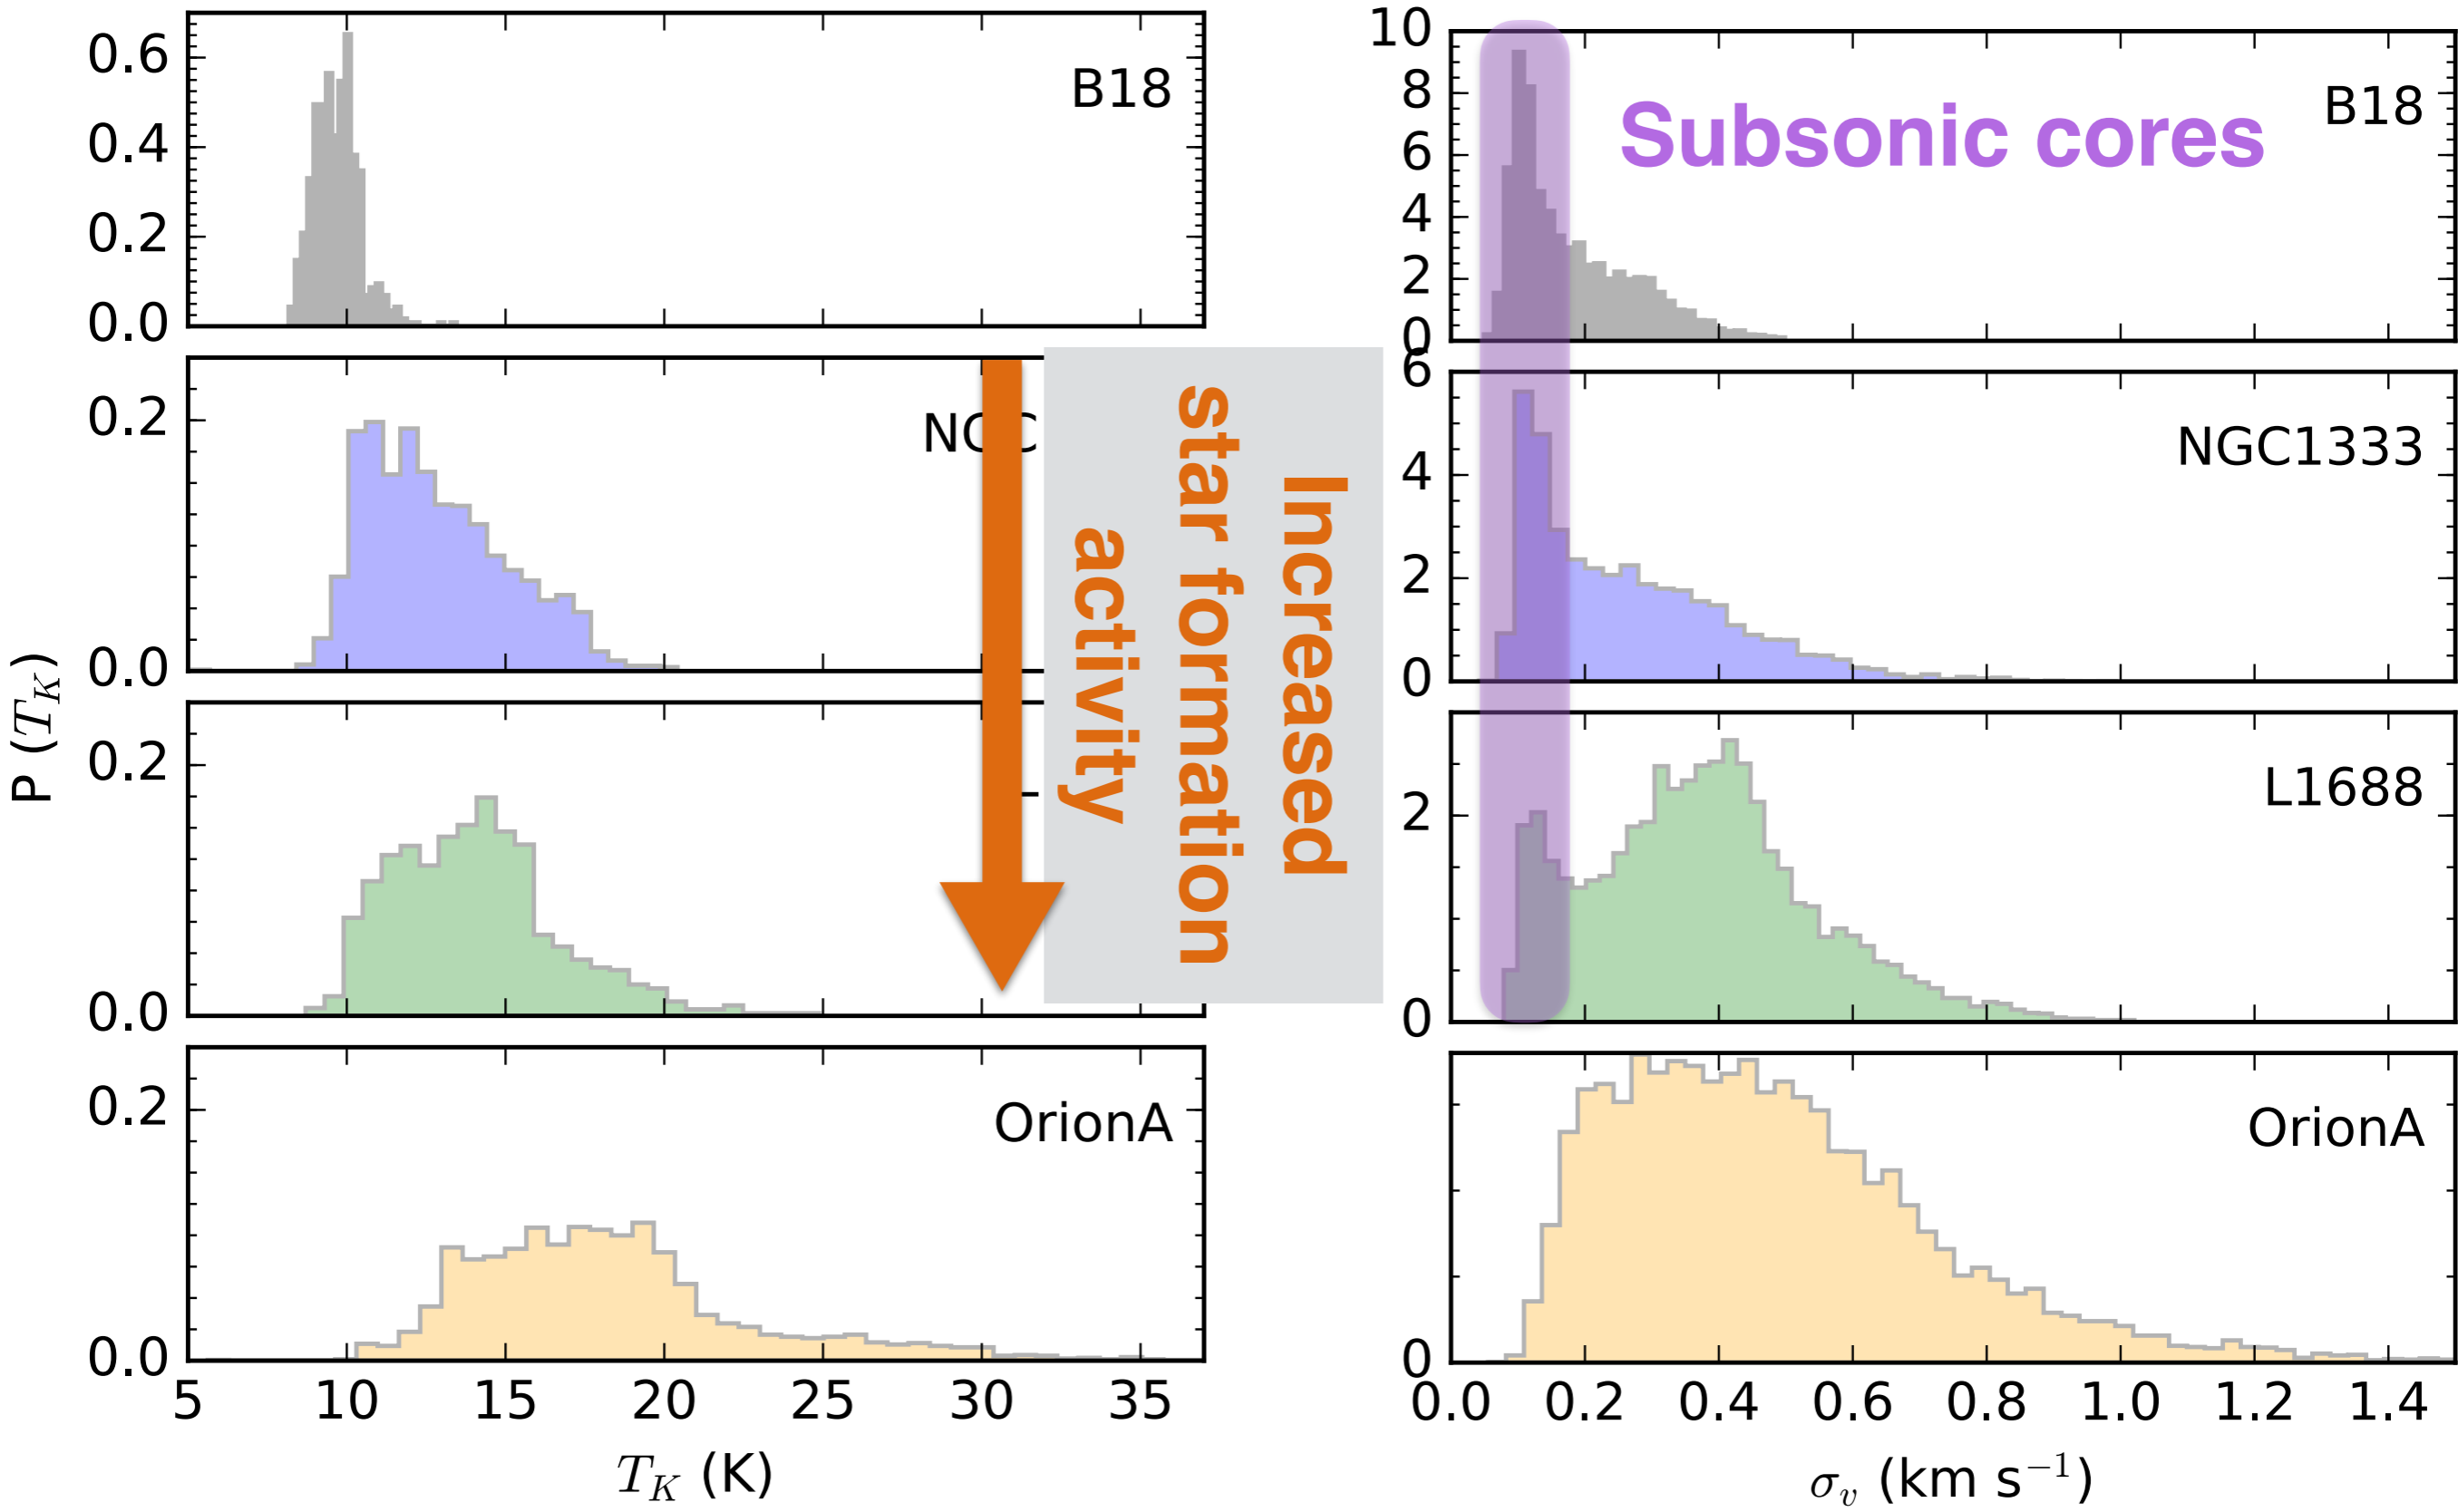 0.6
0.4
0.2
0.0
B18
0.2
0.0
0.2
0.0
0.2
0.0
OrionA
P (T_K)
5 10 15 20 25 30 35
T_K (K)
Increased
star formation
activity
10
8
6
4
2
0
B18
Subsonic cores
6
4
2
0
NGC1333
2
0
L1688
0
OrionA
0.0 0.2 0.4 0.6 0.8 1.0 1.2 1.4
σ_v (km s⁻¹)